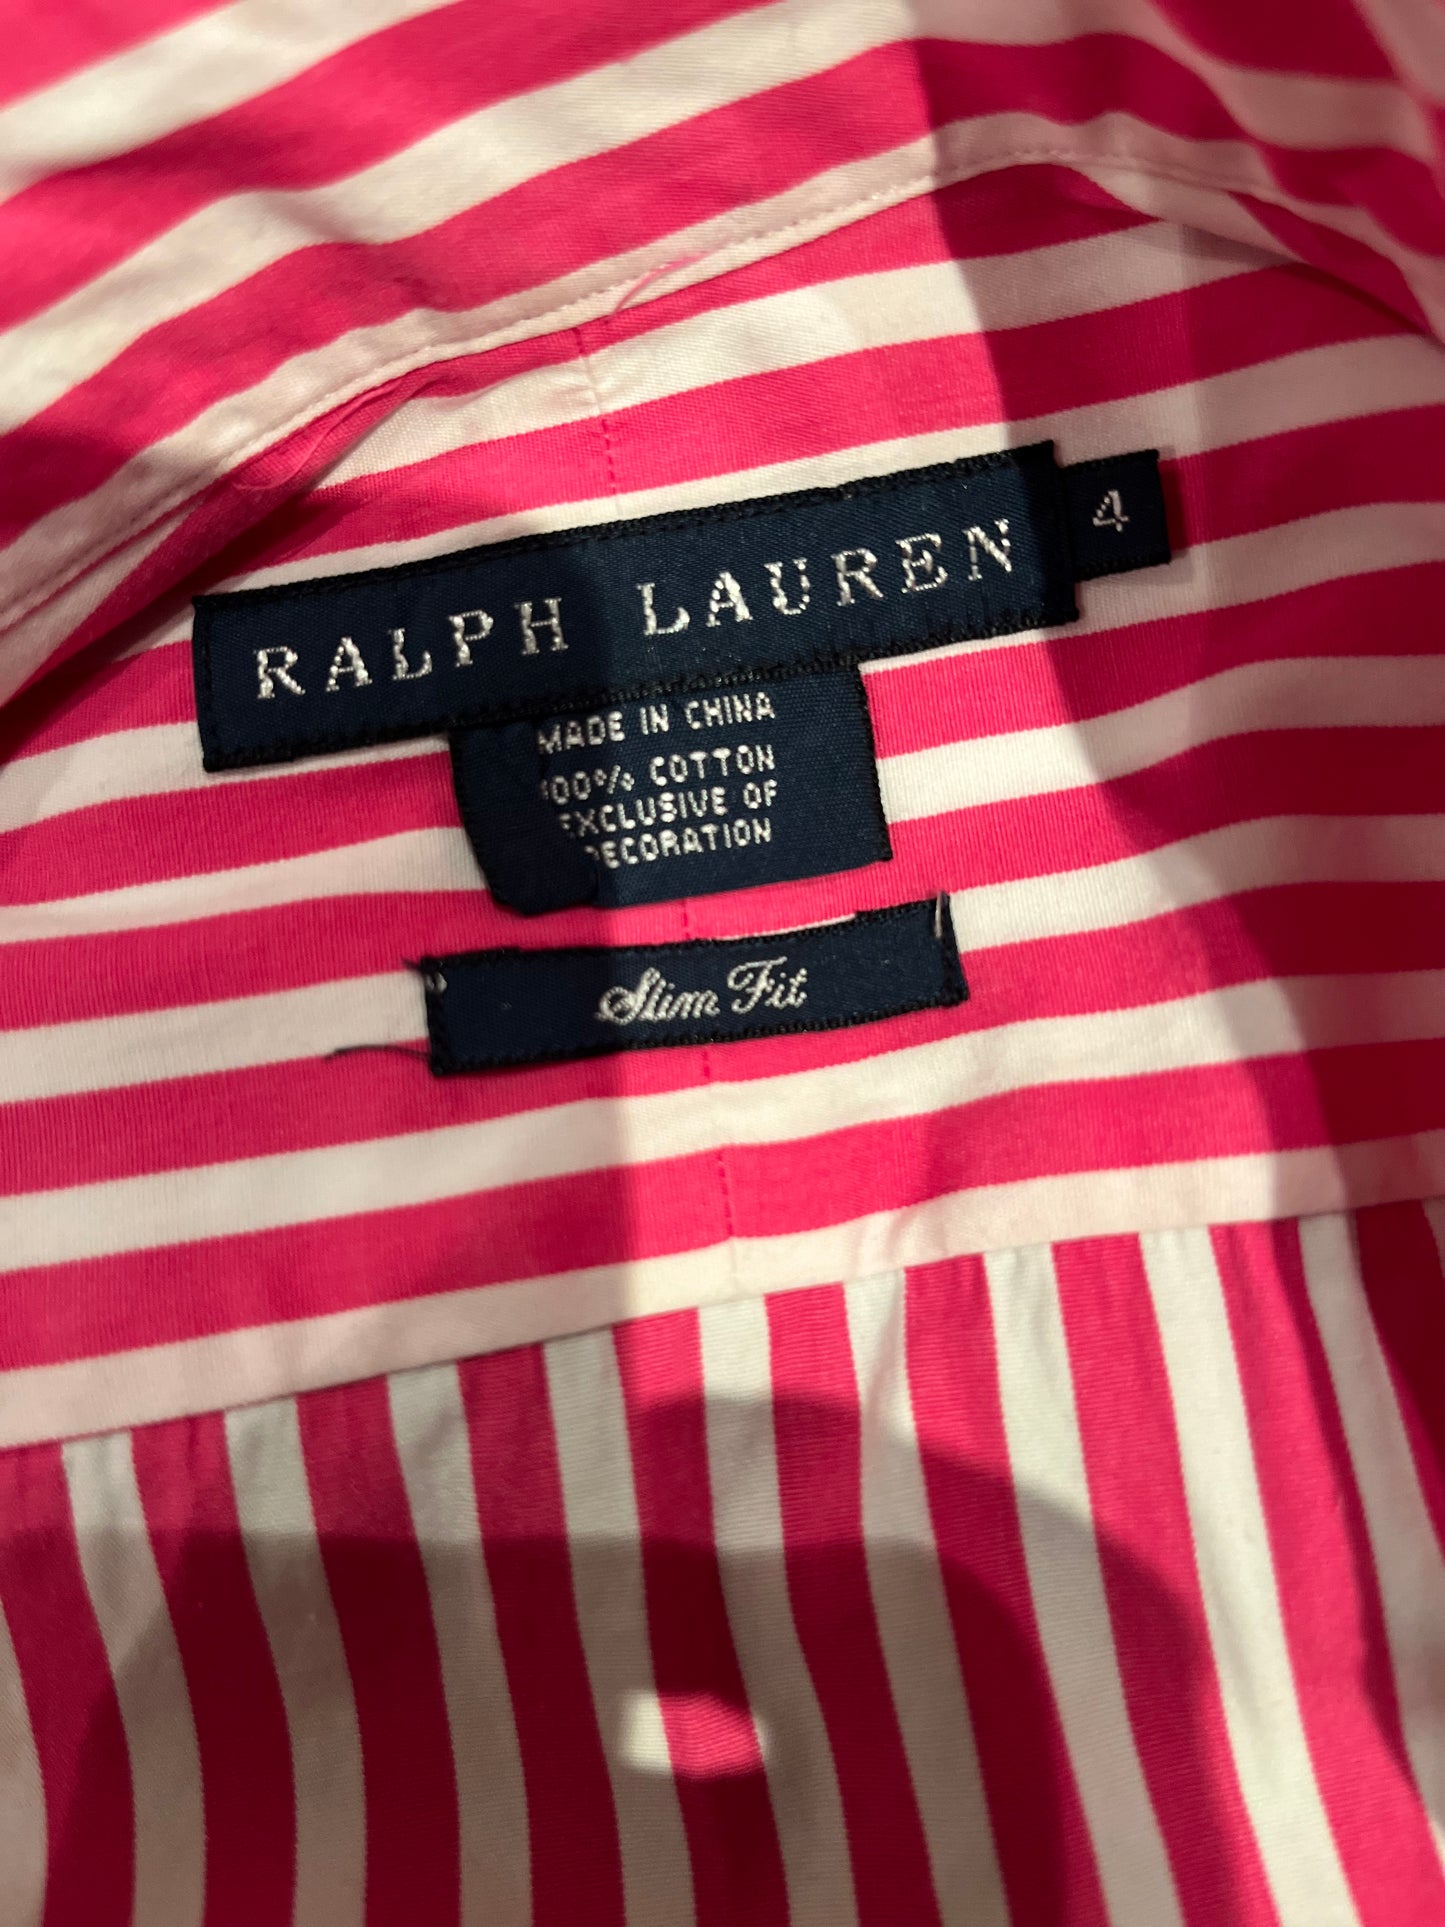 RALPH LAUREN
4
MADE IN CHINA
100% COTTON
EXCLUSIVE OF
DECORATION
Slim Fit